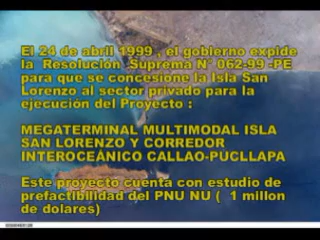 El 24 de abril 1999 , el gobierno expide
la Resolución Suprema N° 062-99 -PE
para que se concesione la Isla San
Lorenzo al sector privado para la
ejecución del Proyecto :
MEGATERMINAL MULTIMODAL ISLA
SAN LORENZO Y CORREDOR
INTEROCEÁNICO CALLAO-PUCLLAPA
Este proyecto cuenta con estudio de
prefactibilidad del PNU NU ( 1 millon
de dolares)